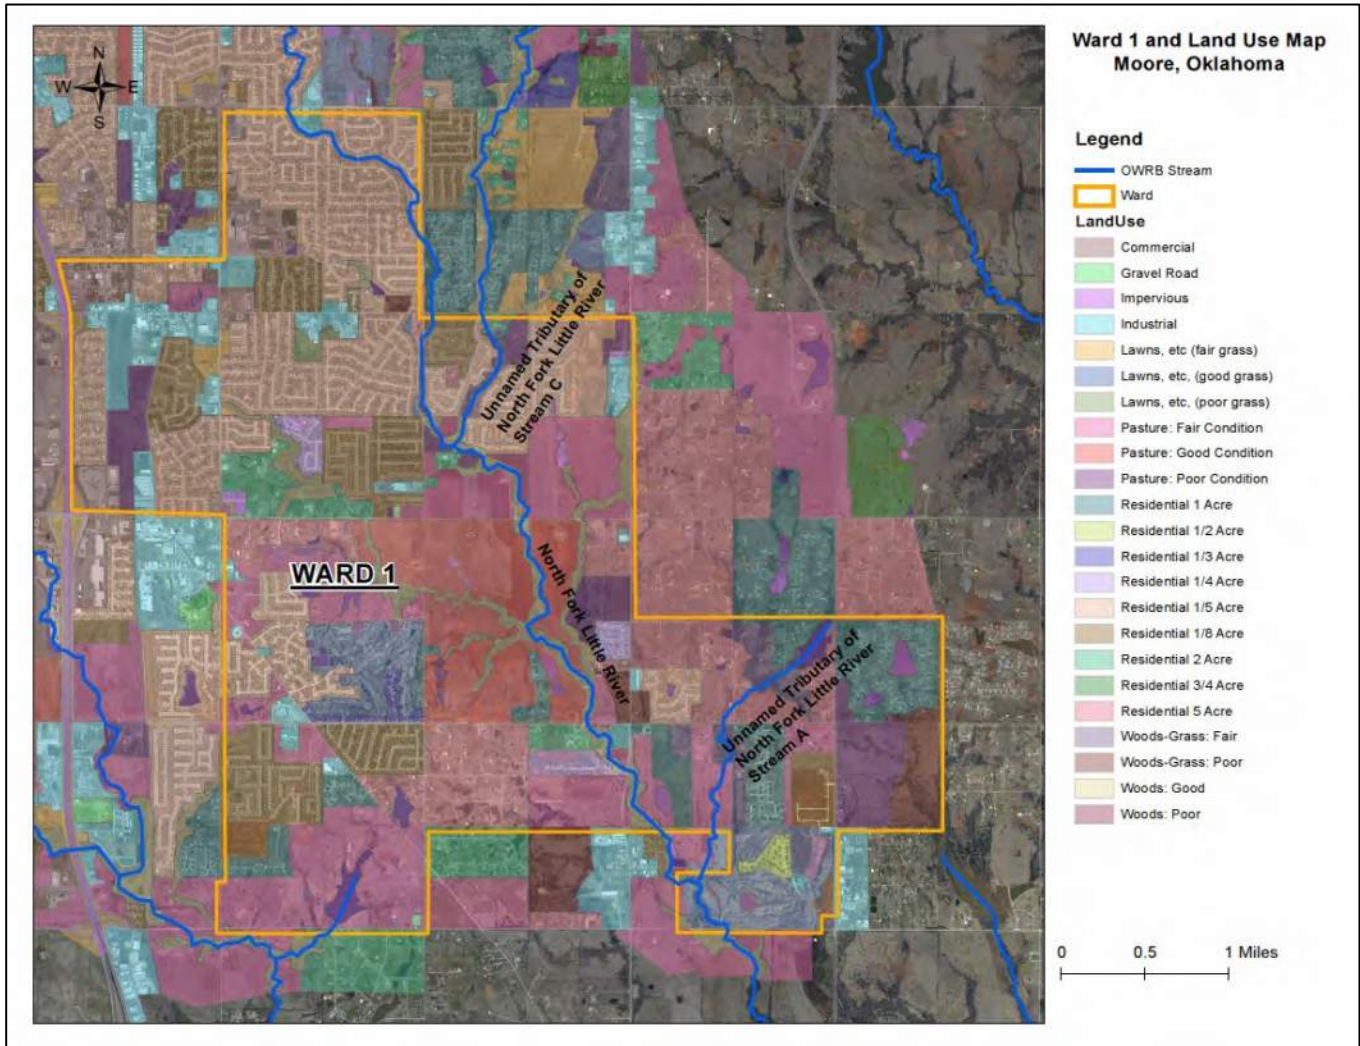 Ward 1 and Land Use Map
Moore, Oklahoma
N
W E
S
Legend
OWRB Stream
Ward
LandUse
Commercial
Gravel Road
Impervious
Industrial
Lawns, etc (fair grass)
Lawns, etc, (good grass)
Lawns, etc, (poor grass)
Pasture: Fair Condition
Pasture: Good Condition
Pasture: Poor Condition
Residential 1 Acre
Residential 1/2 Acre
Residential 1/3 Acre
Residential 1/4 Acre
Residential 1/5 Acre
Residential 1/8 Acre
Residential 2 Acre
Residential 3/4 Acre
Residential 5 Acre
Woods-Grass: Fair
Woods-Grass: Poor
Woods: Good
Woods: Poor
Unnamed Tributary of
North Fork Little River
Stream C
WARD 1
North Fork Little River
Unnamed Tributary of
North Fork Little River
Stream A
0 0.5 1 Miles